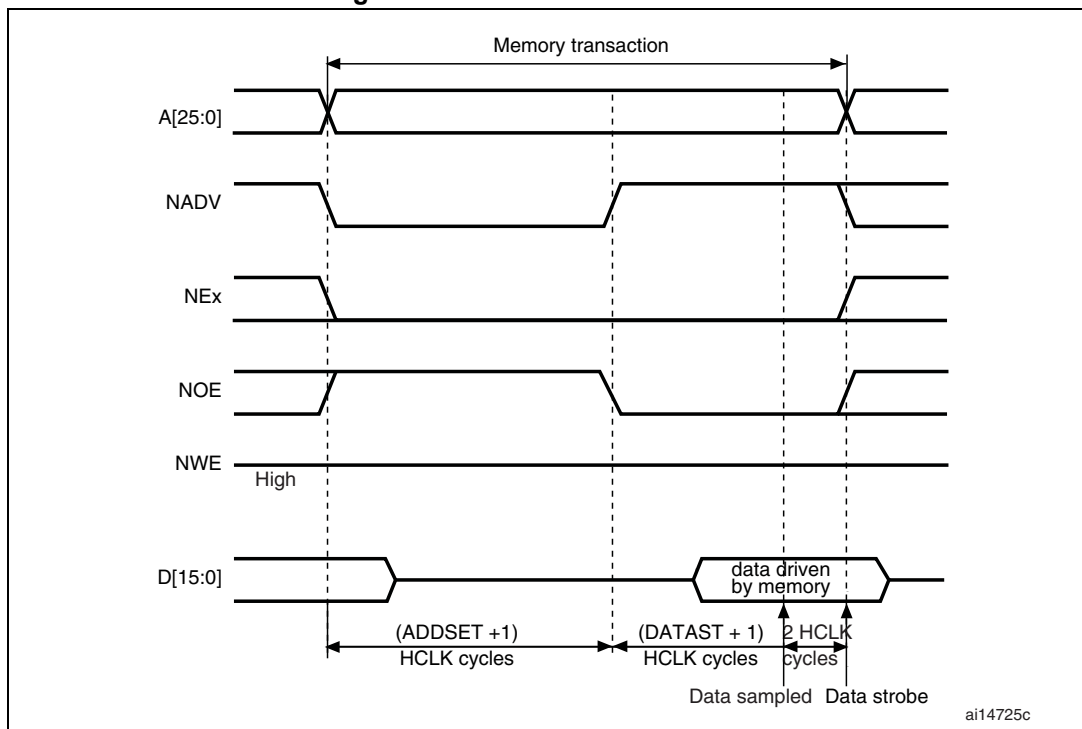 Memory transaction
A[25:0]
NADV
NEx
NOE
NWE
High
D[15:0]
data driven
by memory
(ADDSET +1)
HCLK cycles
(DATAST + 1)
HCLK cycles
2 HCLK
cycles
Data sampled
Data strobe
ai14725c